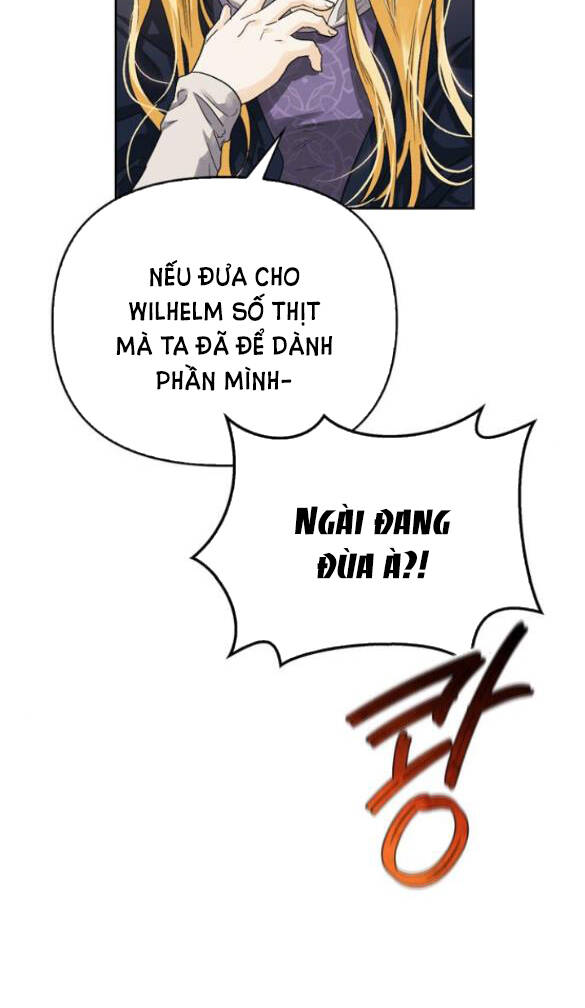 NẾU ĐƯA CHO
WILHELM SỐ THỊT
MÀ TA ĐÃ ĐỂ DÀNH
PHẦN MÌNH-
NGÀI ĐANG
ĐÙA À?!
쾅